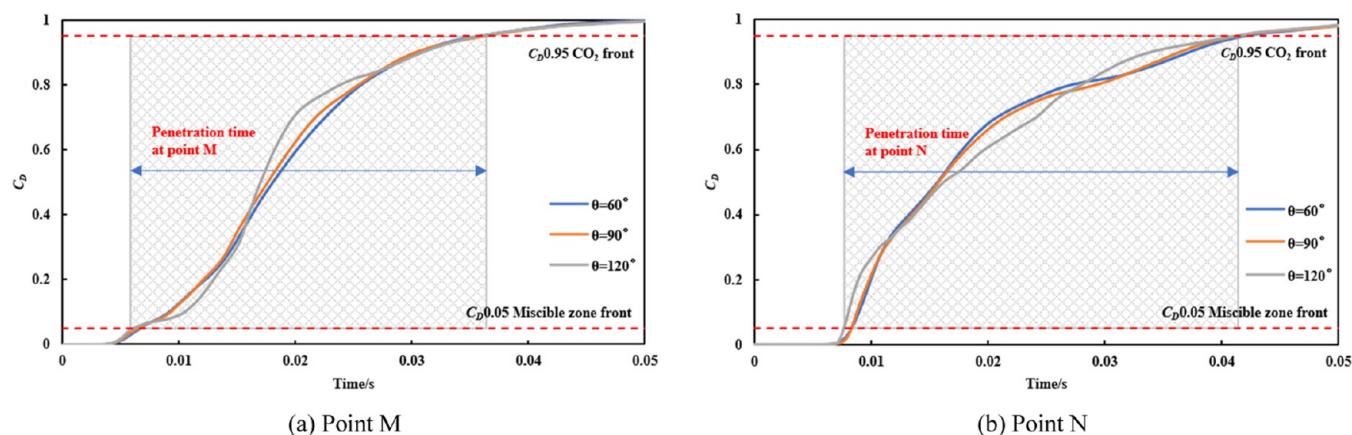 1
0.8
0.6
0.4
0.2
0
C_D
C_D0.95 CO₂ front
Penetration time
at point M
θ=60°
θ=90°
θ=120°
C_D0.05 Miscible zone front
0
0.01
0.02
0.03
0.04
0.05
Time/s
(a) Point M
1
0.8
0.6
0.4
0.2
0
C_D
C_D0.95 CO₂ front
Penetration time
at point N
θ=60°
θ=90°
θ=120°
C_D0.05 Miscible zone front
0
0.01
0.02
0.03
0.04
0.05
Time/s
(b) Point N